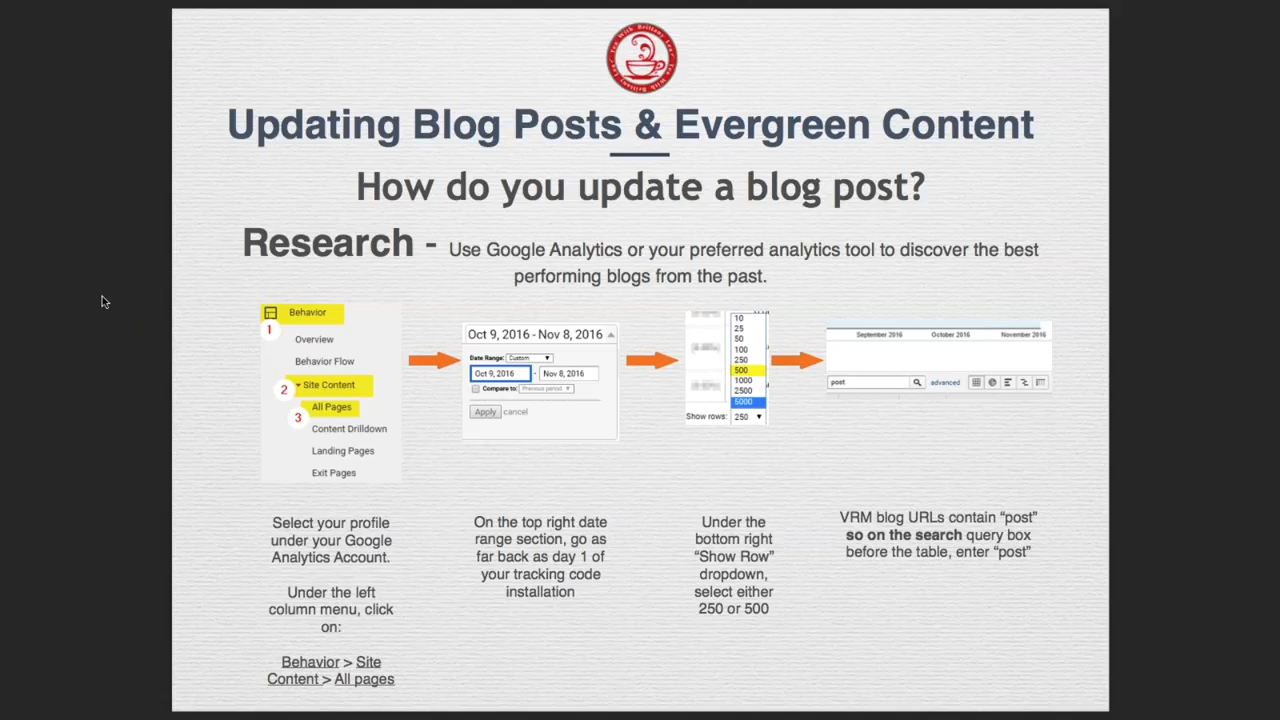 Tea With Brittany
Updating Blog Posts & Evergreen Content
How do you update a blog post?
Research - Use Google Analytics or your preferred analytics tool to discover the best
performing blogs from the past.
Behavior
1
Overview
Behavior Flow
2
Site Content
All Pages
3
Content Drilldown
Landing Pages
Exit Pages
Oct 9, 2016 - Nov 8, 2016
Date Range: Custom
Oct 9, 2016 - Nov 8, 2016
Compare to: Previous period
Apply cancel
10
25
50
100
250
500
1000
2500
5000
Show rows: 250
September 2016 October 2016 November 2016
post advanced
Select your profile
under your Google
Analytics Account.
Under the left
column menu, click
on:
Behavior > Site
Content > All pages
On the top right date
range section, go as
far back as day 1 of
your tracking code
installation
Under the
bottom right
“Show Row”
dropdown,
select either
250 or 500
VRM blog URLs contain “post”
so on the search query box
before the table, enter “post”